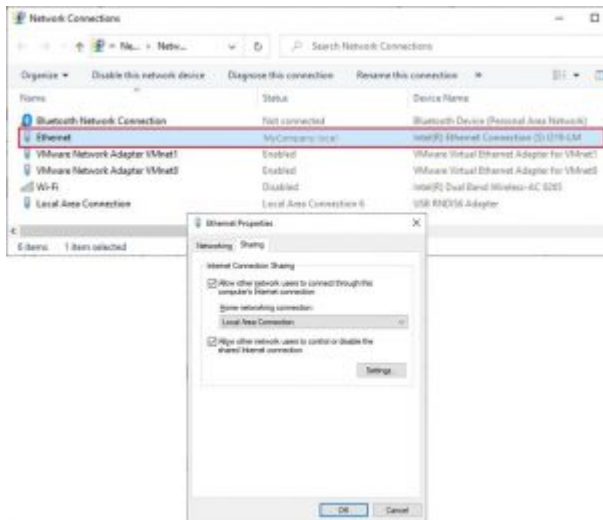 Network Connections
Ne... › Netw...
Search Network Connections
Organize
Disable this network device
Diagnose this connection
Rename this connection
»
Name
Status
Device Name
Bluetooth Network Connection
Not connected
Bluetooth Device (Personal Area Network)
Ethernet
MyCompany.local
Intel(R) Ethernet Connection (5) I219-LM
VMware Network Adapter VMnet1
Enabled
VMware Virtual Ethernet Adapter for VMnet1
VMware Network Adapter VMnet8
Enabled
VMware Virtual Ethernet Adapter for VMnet8
Wi-Fi
Disabled
Intel(R) Dual Band Wireless-AC 8265
Local Area Connection
Local Area Connection 6
USB RNDIS6 Adapter
6 items
1 item selected
Ethernet Properties
Networking
Sharing
Internet Connection Sharing
Allow other network users to connect through this
computer's Internet connection
Home networking connection:
Local Area Connection
Allow other network users to control or disable the
shared Internet connection
Settings...
OK
Cancel